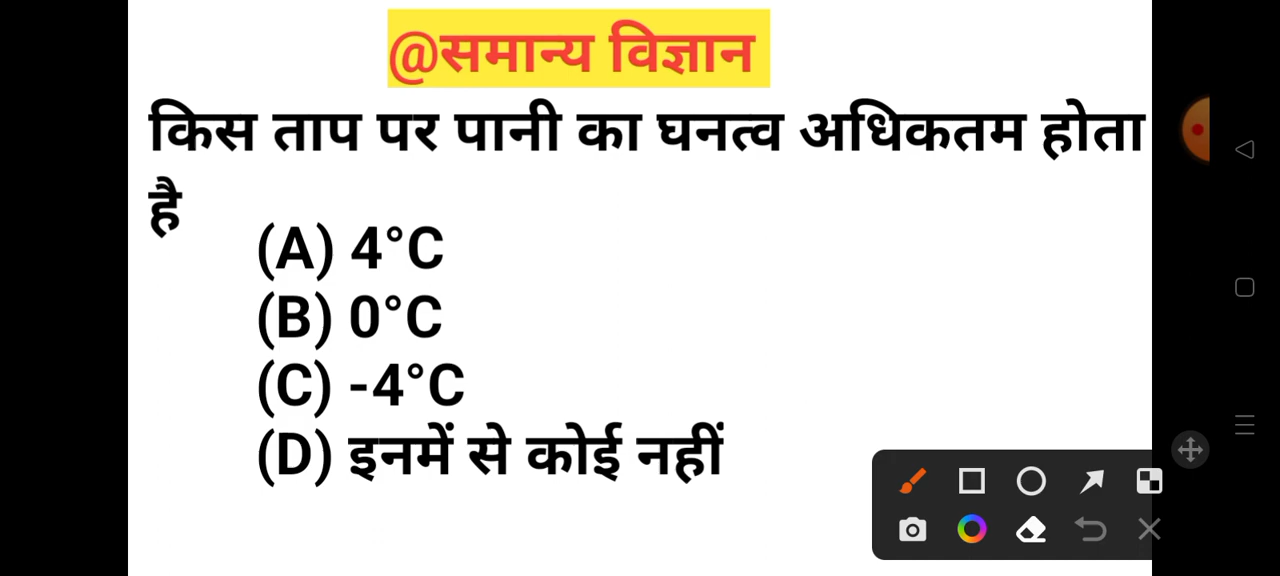 @समान्य विज्ञान
किस ताप पर पानी का घनत्व अधिकतम होता
है
(A) 4°C
(B) 0°C
(C) -4°C
(D) इनमें से कोई नहीं